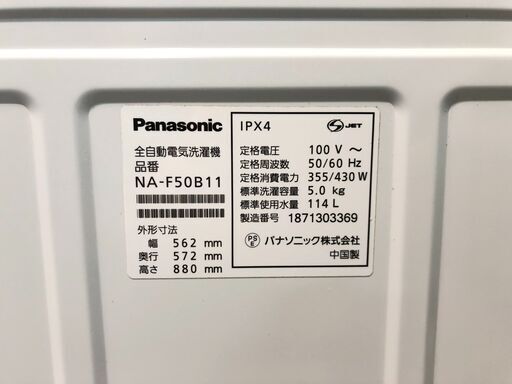 Panasonic
全自動電気洗濯機
品番
NA-F50B11
外形寸法
幅 562 mm
奥行 572 mm
高さ 880 mm
IPX4
JET
定格電圧 100 V ～
定格周波数 50/60 Hz
定格消費電力 355/430 W
標準洗濯容量 5.0 kg
標準使用水量 114 L
製造番号 1871303369
PS E パナソニック株式会社
中国製